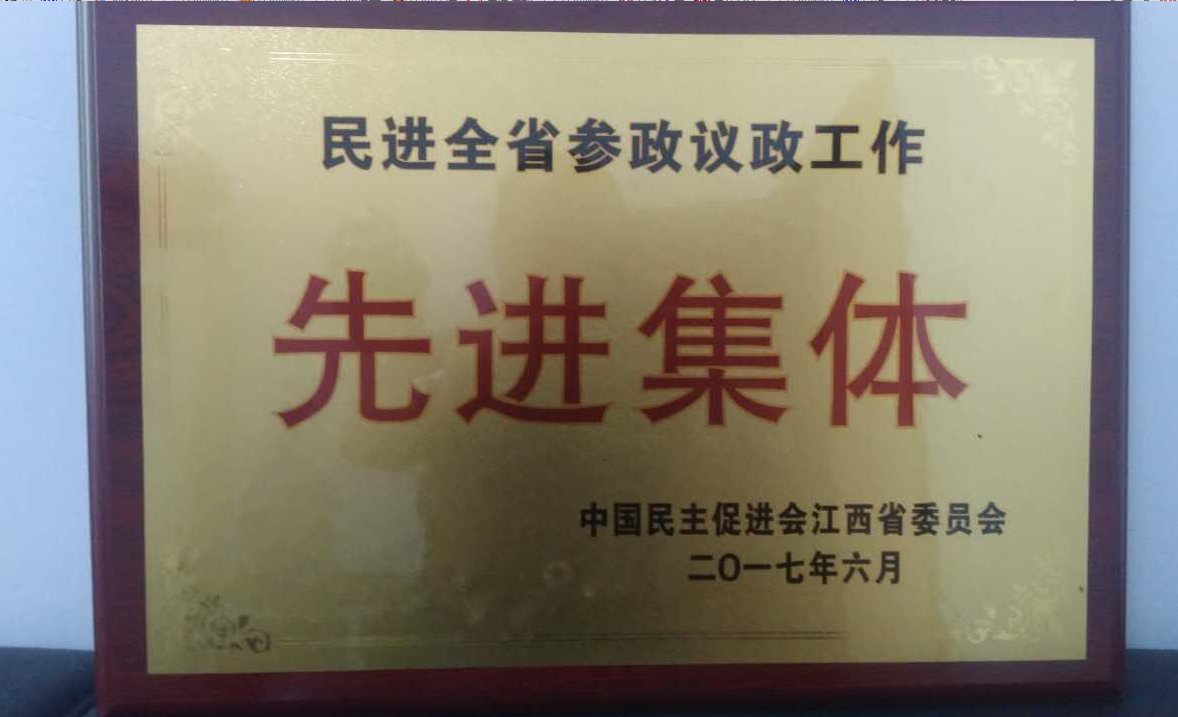 民进全省参政议政工作
先进集体
中国民主促进会江西省委员会
二〇一七年六月